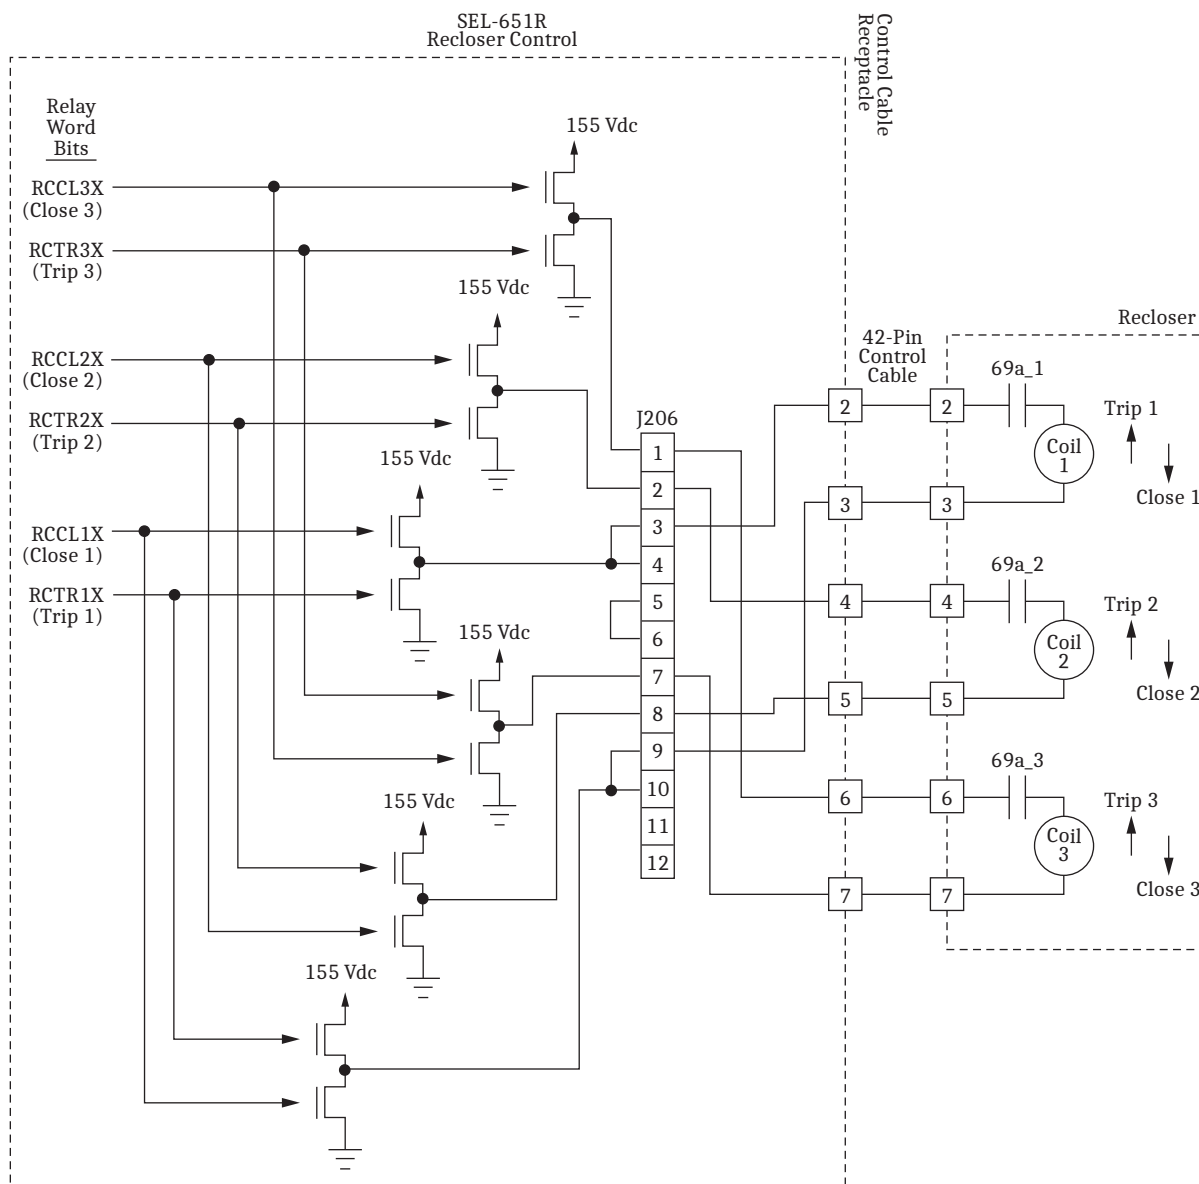 SEL-651R
Recloser Control
Control Cable
Receptacle
Relay
Word
Bits
155 Vdc
RCCL3X
(Close 3)
RCTR3X
(Trip 3)
155 Vdc
RCCL2X
(Close 2)
RCTR2X
(Trip 2)
155 Vdc
RCCL1X
(Close 1)
RCTR1X
(Trip 1)
155 Vdc
155 Vdc
155 Vdc
J206
1
2
3
4
5
6
7
8
9
10
11
12
42-Pin
Control
Cable
2
3
4
5
6
7
Recloser
2
3
4
5
6
7
69a_1
Coil
1
Trip 1
Close 1
69a_2
Coil
2
Trip 2
Close 2
69a_3
Coil
3
Trip 3
Close 3